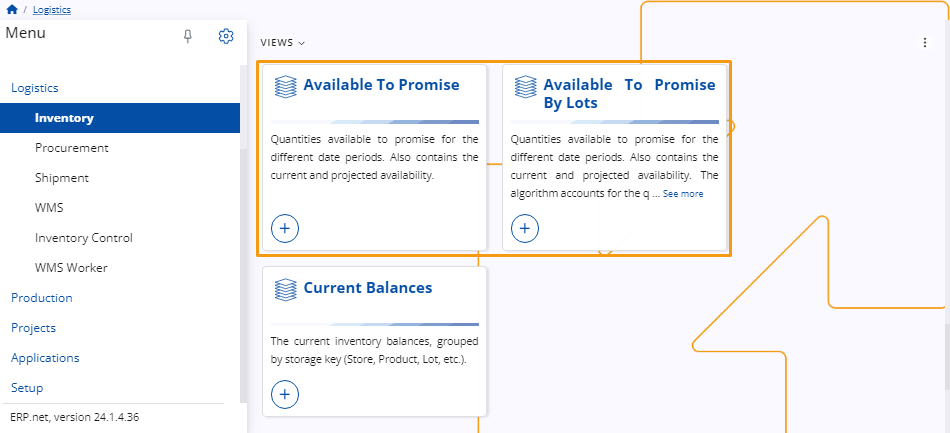 / Logistics
Menu
Logistics
Inventory
Procurement
Shipment
WMS
Inventory Control
WMS Worker
Production
Projects
Applications
Setup
ERP.net, version 24.1.4.36
VIEWS
Available To Promise
Quantities available to promise for the
different date periods. Also contains the
current and projected availability.
Available To Promise
By Lots
Quantities available to promise for the
different date periods. Also contains the
current and projected availability. The
algorithm accounts for the q ... See more
Current Balances
The current inventory balances, grouped
by storage key (Store, Product, Lot, etc.).